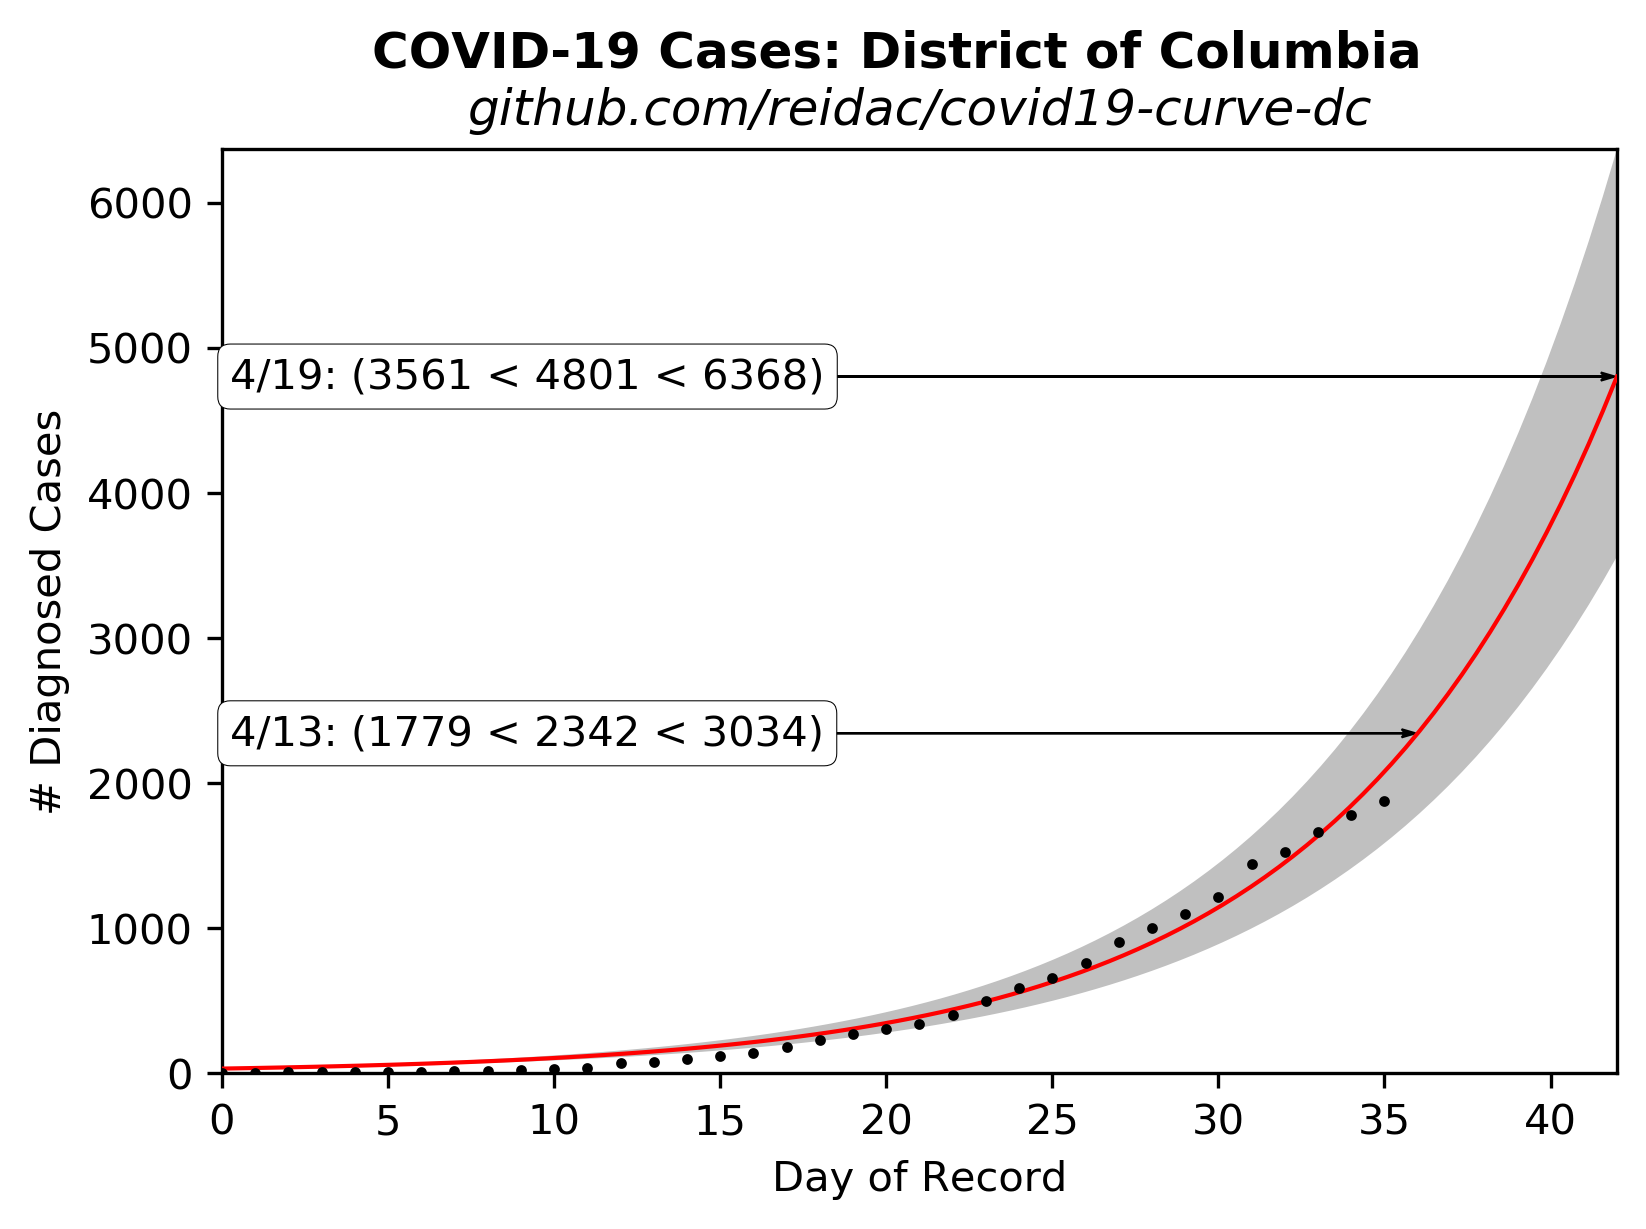 COVID-19 Cases: District of Columbia
github.com/reidac/covid19-curve-dc
# Diagnosed Cases
6000
5000
4000
3000
2000
1000
0
4/19: (3561 < 4801 < 6368)
4/13: (1779 < 2342 < 3034)
0 5 10 15 20 25 30 35 40
Day of Record